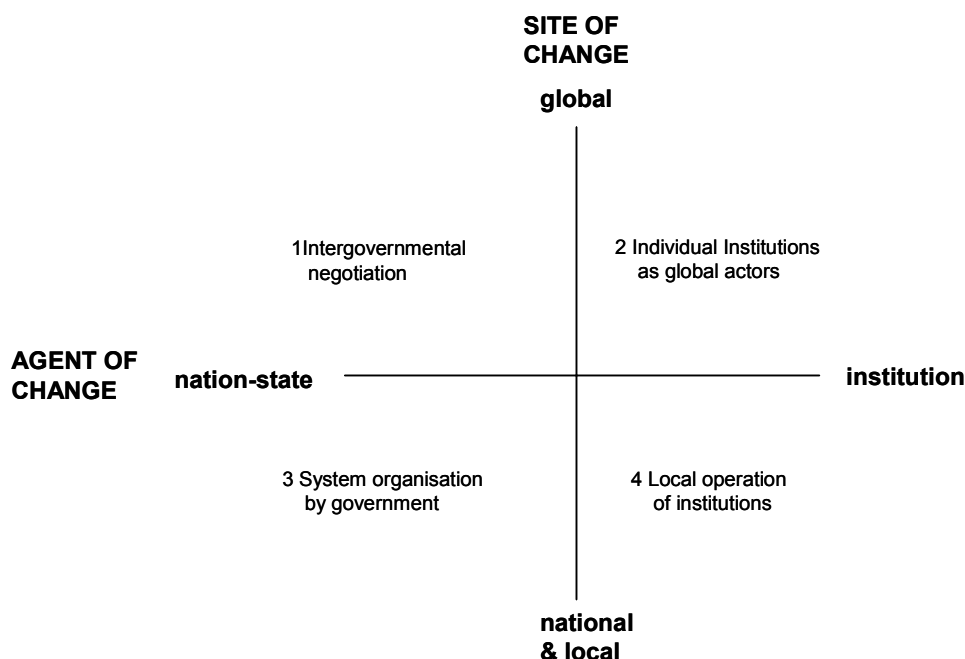 SITE OF
CHANGE
global
1Intergovernmental
negotiation
2 Individual Institutions
as global actors
AGENT OF
CHANGE
nation-state
institution
3 System organisation
by government
4 Local operation
of institutions
national
& local